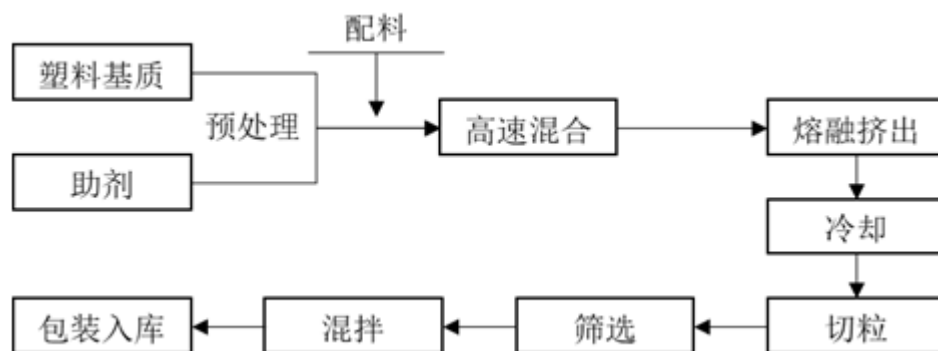 配料
塑料基质
预处理
高速混合
熔融挤出
助剂
冷却
包装入库
混拌
筛选
切粒